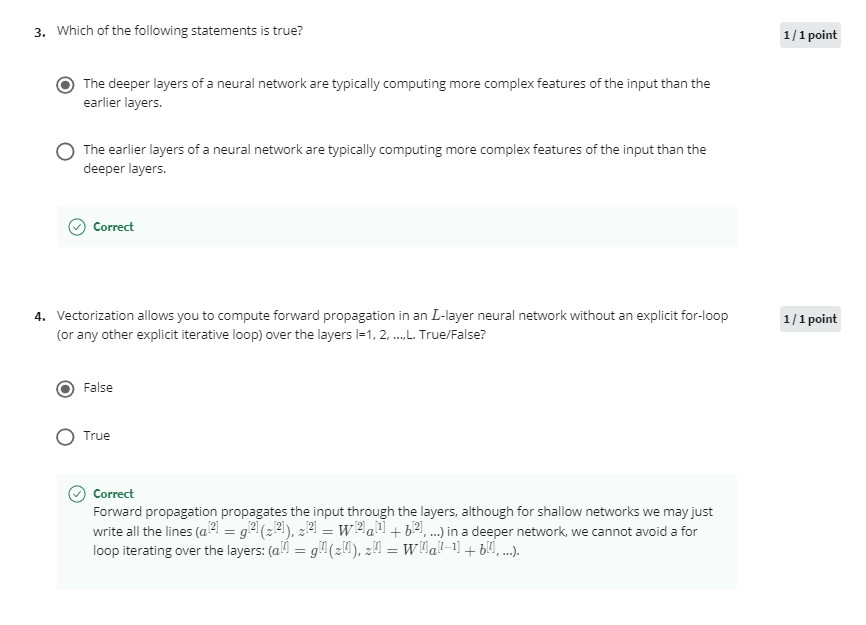 3. Which of the following statements is true?
1 / 1 point
The deeper layers of a neural network are typically computing more complex features of the input than the
earlier layers.
The earlier layers of a neural network are typically computing more complex features of the input than the
deeper layers.
Correct
4. Vectorization allows you to compute forward propagation in an L-layer neural network without an explicit for-loop
1 / 1 point
(or any other explicit iterative loop) over the layers l=1, 2, ...,L. True/False?
False
True
Correct
Forward propagation propagates the input through the layers, although for shallow networks we may just
write all the lines (a^[2] = g^[2](z^[2]), z^[2] = W^[2]a^[1] + b^[2], ...) in a deeper network, we cannot avoid a for
loop iterating over the layers: (a^[l] = g^[l](z^[l]), z^[l] = W^[l]a^[l−1] + b^[l], ...).